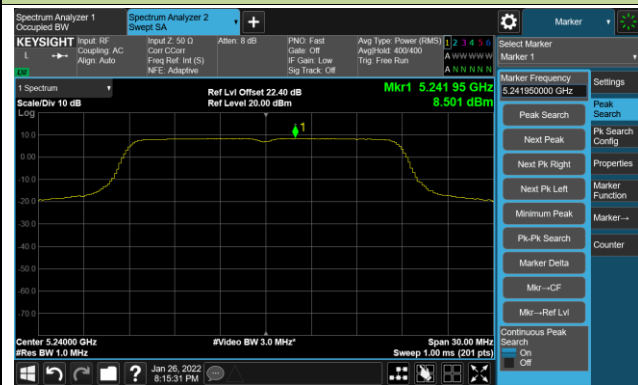 Spectrum Analyzer 1
Occupied BW
Spectrum Analyzer 2
Swept SA
Marker
KEYSIGHT
L
Input: RF
Coupling: AC
Align: Auto
Input Z: 50 Ω
Corr CCorr
Freq Ref: Int (S)
NFE: Adaptive
Atten: 8 dB
PNO: Fast
Gate: Off
IF Gain: Low
Sig Track: Off
Avg Type: Power (RMS)
Avg|Hold: 400/400
Trig: Free Run
1 2 3 4 5 6
A W W W W W
A N N N N N
Select Marker
Marker 1
1 Spectrum
Scale/Div 10 dB
Ref Lvl Offset 22.40 dB
Ref Level 20.00 dBm
Mkr1 5.241 95 GHz
8.501 dBm
Log
10.0
0.00
-10.0
-20.0
-30.0
-40.0
-50.0
-60.0
-70.0
1
Center 5.24000 GHz
#Res BW 1.0 MHz
#Video BW 3.0 MHz*
Span 30.00 MHz
Sweep 1.00 ms (201 pts)
Marker Frequency
5.241950000 GHz
Peak Search
Next Peak
Next Pk Right
Next Pk Left
Minimum Peak
Pk-Pk Search
Marker Delta
Mkr→CF
Mkr→Ref Lvl
Continuous Peak
Search
On
Off
Settings
Peak
Search
Pk Search
Config
Properties
Marker
Function
Marker→
Counter
Jan 26, 2022
8:15:31 PM